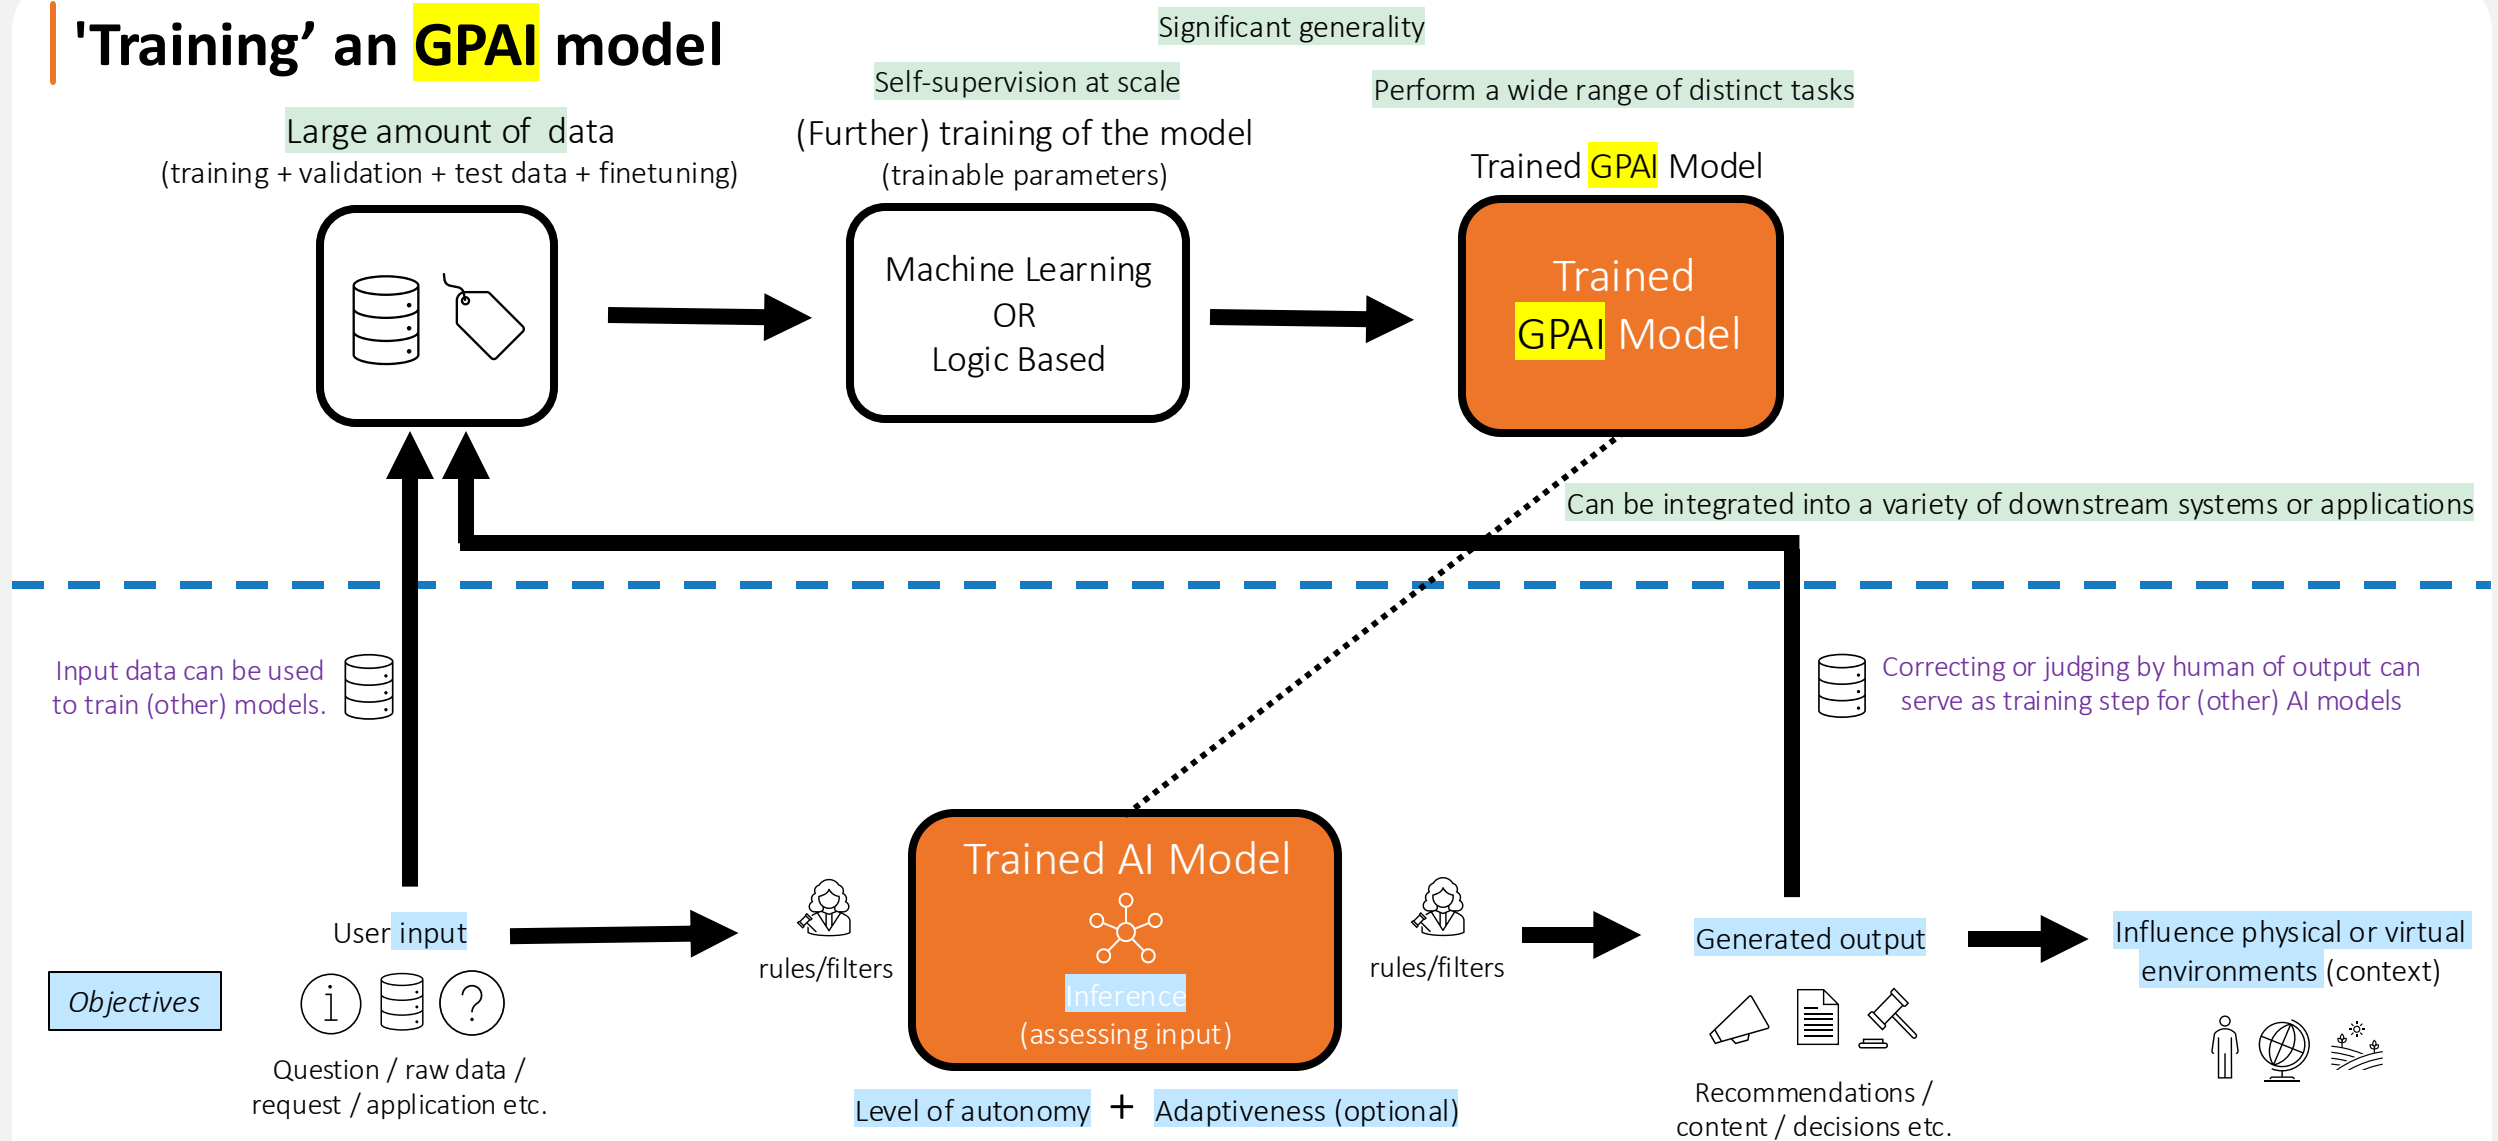 'Training’ an GPAI model
Significant generality
Self-supervision at scale
Perform a wide range of distinct tasks
Large amount of  data
(training + validation + test data + finetuning)
(Further) training of the model
(trainable parameters)
Trained GPAI Model
Machine Learning
OR
Logic Based
Trained
GPAI Model
Can be integrated into a variety of downstream systems or applications
Input data can be used
to train (other) models.
Correcting or judging by human of output can
serve as training step for (other) AI models
Objectives
User input
Question / raw data /
request / application etc.
rules/filters
Trained AI Model
Inference
(assessing input)
Level of autonomy + Adaptiveness (optional)
rules/filters
Generated output
Recommendations /
content / decisions etc.
Influence physical or virtual
environments (context)